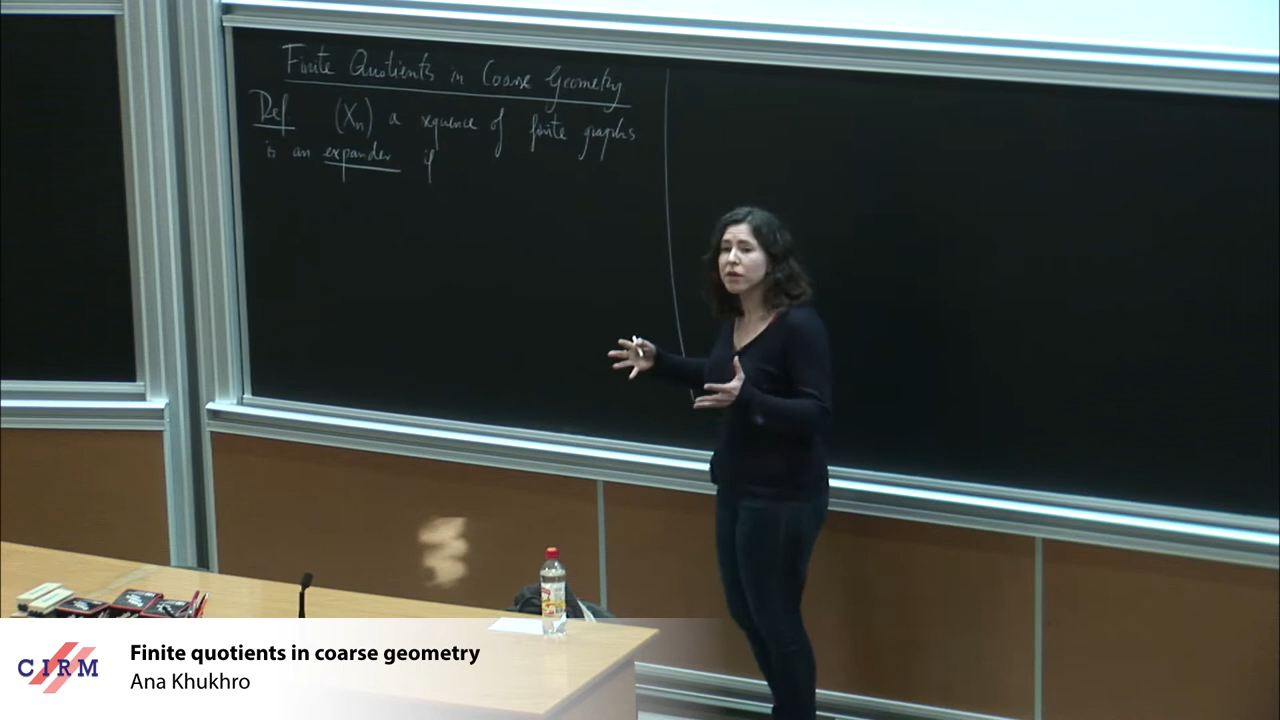 Finite Quotients in Coarse Geometry
Def (Xn) a sequence of finite graphs
is an expander if
CIRM
Finite quotients in coarse geometry
Ana Khukhro